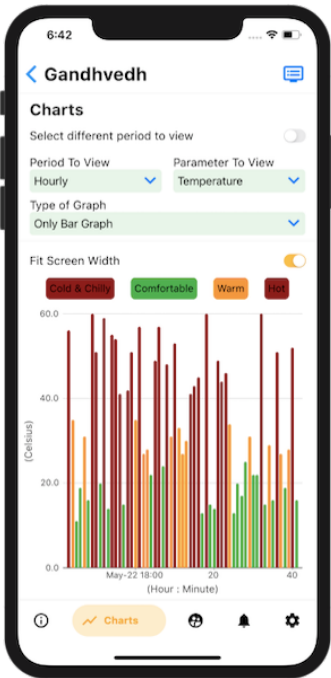 6:42
Gandhvedh
Charts
Select different period to view
Period To View
Parameter To View
Hourly
Temperature
Type of Graph
Only Bar Graph
Fit Screen Width
Cold & Chilly
Comfortable
Warm
Hot
60.0
40.0
20.0
0.0
(Celsius)
May-22 18:00
20
40
(Hour : Minute)
Charts